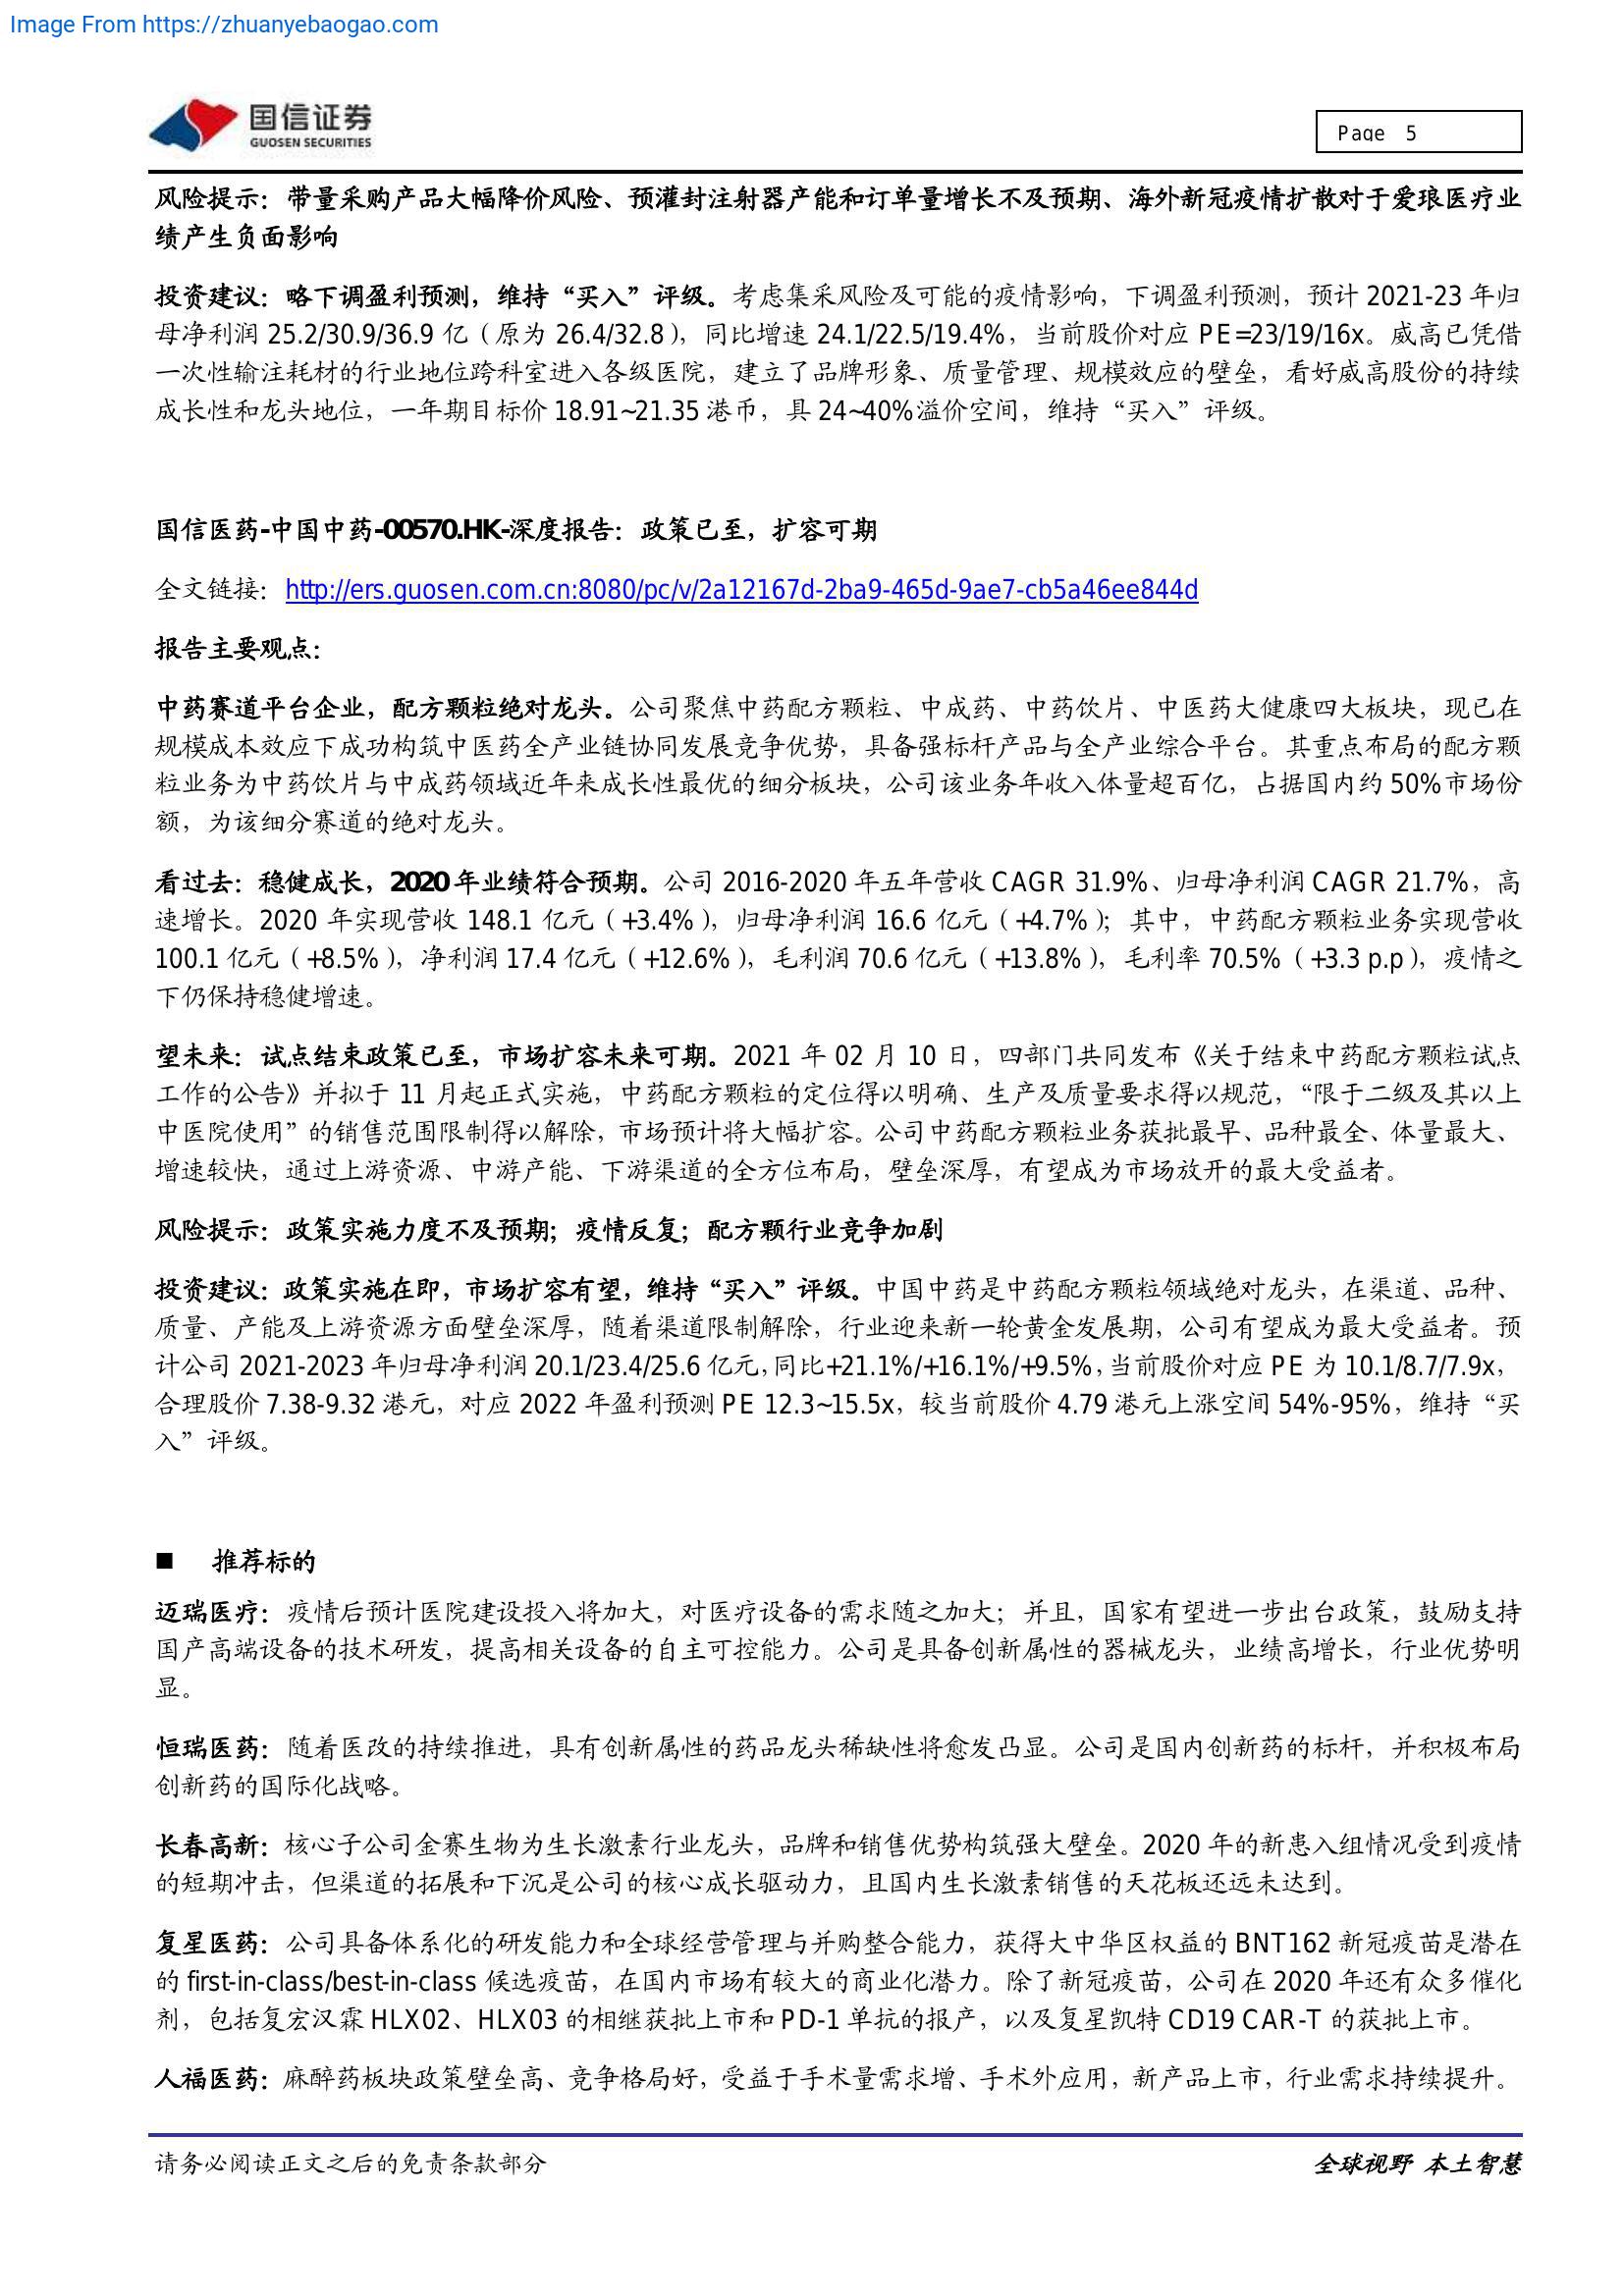 Image From https://zhuanyebaogao.com
国信证券
GUOSEN SECURITIES
Page 5
风险提示：带量采购产品大幅降价风险、预灌封注射器产能和订单量增长不及预期、海外新冠疫情扩散对于爱琅医疗业
绩产生负面影响
投资建议：略下调盈利预测，维持“买入”评级。考虑集采风险及可能的疫情影响，下调盈利预测，预计 2021-23 年归
母净利润 25.2/30.9/36.9 亿（原为 26.4/32.8），同比增速 24.1/22.5/19.4%，当前股价对应 PE=23/19/16x。威高已凭借
一次性输注耗材的行业地位跨科室进入各级医院，建立了品牌形象、质量管理、规模效应的壁垒，看好威高股份的持续
成长性和龙头地位，一年期目标价 18.91~21.35 港币，具 24~40%溢价空间，维持“买入”评级。
国信医药-中国中药-00570.HK-深度报告：政策已至，扩容可期
全文链接：http://ers.guosen.com.cn:8080/pc/v/2a12167d-2ba9-465d-9ae7-cb5a46ee844d
报告主要观点：
中药赛道平台企业，配方颗粒绝对龙头。公司聚焦中药配方颗粒、中成药、中药饮片、中医药大健康四大板块，现已在
规模成本效应下成功构筑中医药全产业链协同发展竞争优势，具备强标杆产品与全产业综合平台。其重点布局的配方颗
粒业务为中药饮片与中成药领域近年来成长性最优的细分板块，公司该业务年收入体量超百亿，占据国内约 50%市场份
额，为该细分赛道的绝对龙头。
看过去：稳健成长，2020 年业绩符合预期。公司 2016-2020 年五年营收 CAGR 31.9%、归母净利润 CAGR 21.7%，高
速增长。2020 年实现营收 148.1 亿元（+3.4%），归母净利润 16.6 亿元（+4.7%）；其中，中药配方颗粒业务实现营收
100.1 亿元（+8.5%），净利润 17.4 亿元（+12.6%），毛利润 70.6 亿元（+13.8%），毛利率 70.5%（+3.3 p.p），疫情之
下仍保持稳健增速。
望未来：试点结束政策已至，市场扩容未来可期。2021 年 02 月 10 日，四部门共同发布《关于结束中药配方颗粒试点
工作的公告》并拟于 11 月起正式实施，中药配方颗粒的定位得以明确、生产及质量要求得以规范，“限于二级及其以上
中医院使用”的销售范围限制得以解除，市场预计将大幅扩容。公司中药配方颗粒业务获批最早、品种最全、体量最大、
增速较快，通过上游资源、中游产能、下游渠道的全方位布局，壁垒深厚，有望成为市场放开的最大受益者。
风险提示：政策实施力度不及预期；疫情反复；配方颗行业竞争加剧
投资建议：政策实施在即，市场扩容有望，维持“买入”评级。中国中药是中药配方颗粒领域绝对龙头，在渠道、品种、
质量、产能及上游资源方面壁垒深厚，随着渠道限制解除，行业迎来新一轮黄金发展期，公司有望成为最大受益者。预
计公司 2021-2023 年归母净利润 20.1/23.4/25.6 亿元，同比+21.1%/+16.1%/+9.5%，当前股价对应 PE 为 10.1/8.7/7.9x，
合理股价 7.38-9.32 港元，对应 2022 年盈利预测 PE 12.3~15.5x，较当前股价 4.79 港元上涨空间 54%-95%，维持“买
入”评级。
■ 推荐标的
迈瑞医疗：疫情后预计医院建设投入将加大，对医疗设备的需求随之加大；并且，国家有望进一步出台政策，鼓励支持
国产高端设备的技术研发，提高相关设备的自主可控能力。公司是具备创新属性的器械龙头，业绩高增长，行业优势明
显。
恒瑞医药：随着医改的持续推进，具有创新属性的药品龙头稀缺性将愈发凸显。公司是国内创新药的标杆，并积极布局
创新药的国际化战略。
长春高新：核心子公司金赛生物为生长激素行业龙头，品牌和销售优势构筑强大壁垒。2020 年的新患入组情况受到疫情
的短期冲击，但渠道的拓展和下沉是公司的核心成长驱动力，且国内生长激素销售的天花板还远未达到。
复星医药：公司具备体系化的研发能力和全球经营管理与并购整合能力，获得大中华区权益的 BNT162 新冠疫苗是潜在
的 first-in-class/best-in-class 候选疫苗，在国内市场有较大的商业化潜力。除了新冠疫苗，公司在 2020 年还有众多催化
剂，包括复宏汉霖 HLX02、HLX03 的相继获批上市和 PD-1 单抗的报产，以及复星凯特 CD19 CAR-T 的获批上市。
人福医药：麻醉药板块政策壁垒高、竞争格局好，受益于手术量需求增、手术外应用，新产品上市，行业需求持续提升。
请务必阅读正文之后的免责条款部分
全球视野 本土智慧